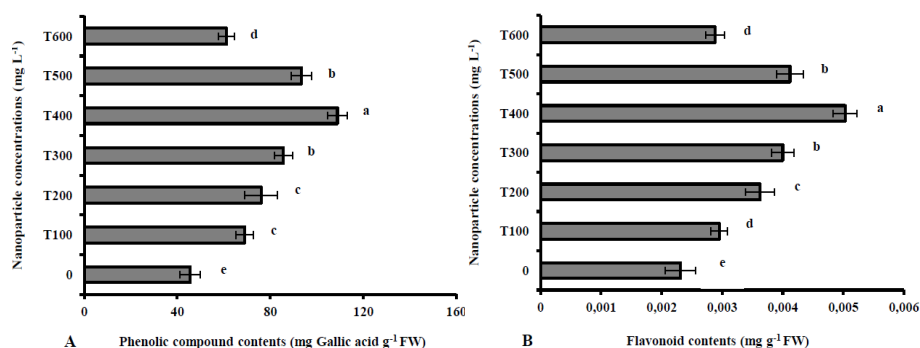 Nanoparticle concentrations (mg L-1)
T600
d
T500
b
T400
a
T300
b
T200
c
T100
c
0
e
0
40
80
120
160
A
Phenolic compound contents (mg Gallic acid g-1 FW)
Nanoparticle concentrations (mg L-1)
T600
d
T500
b
T400
a
T300
b
T200
c
T100
d
0
e
0
0,001
0,002
0,003
0,004
0,005
0,006
B
Flavonoid contents (mg g-1 FW)